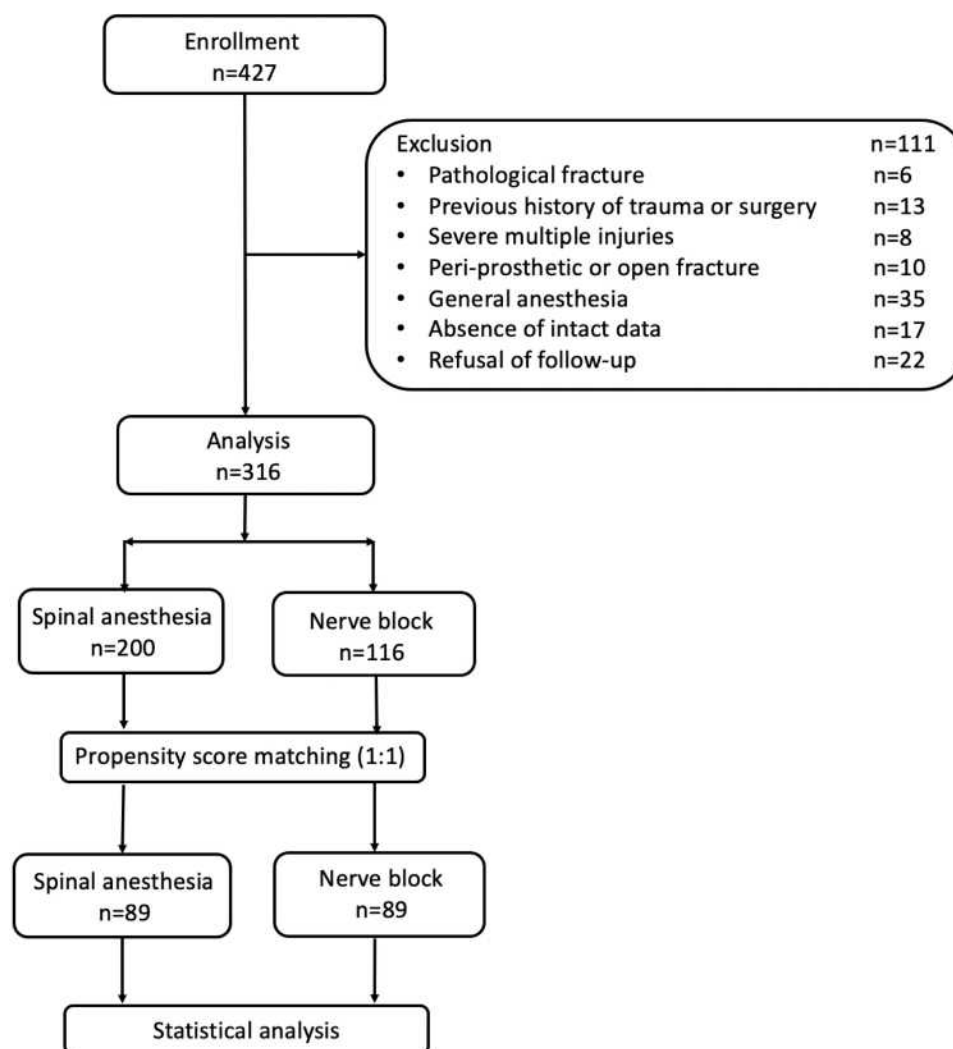 Enrollment
n=427
Exclusion n=111
• Pathological fracture n=6
• Previous history of trauma or surgery n=13
• Severe multiple injuries n=8
• Peri-prosthetic or open fracture n=10
• General anesthesia n=35
• Absence of intact data n=17
• Refusal of follow-up n=22
Analysis
n=316
Spinal anesthesia
n=200
Nerve block
n=116
Propensity score matching (1:1)
Spinal anesthesia
n=89
Nerve block
n=89
Statistical analysis